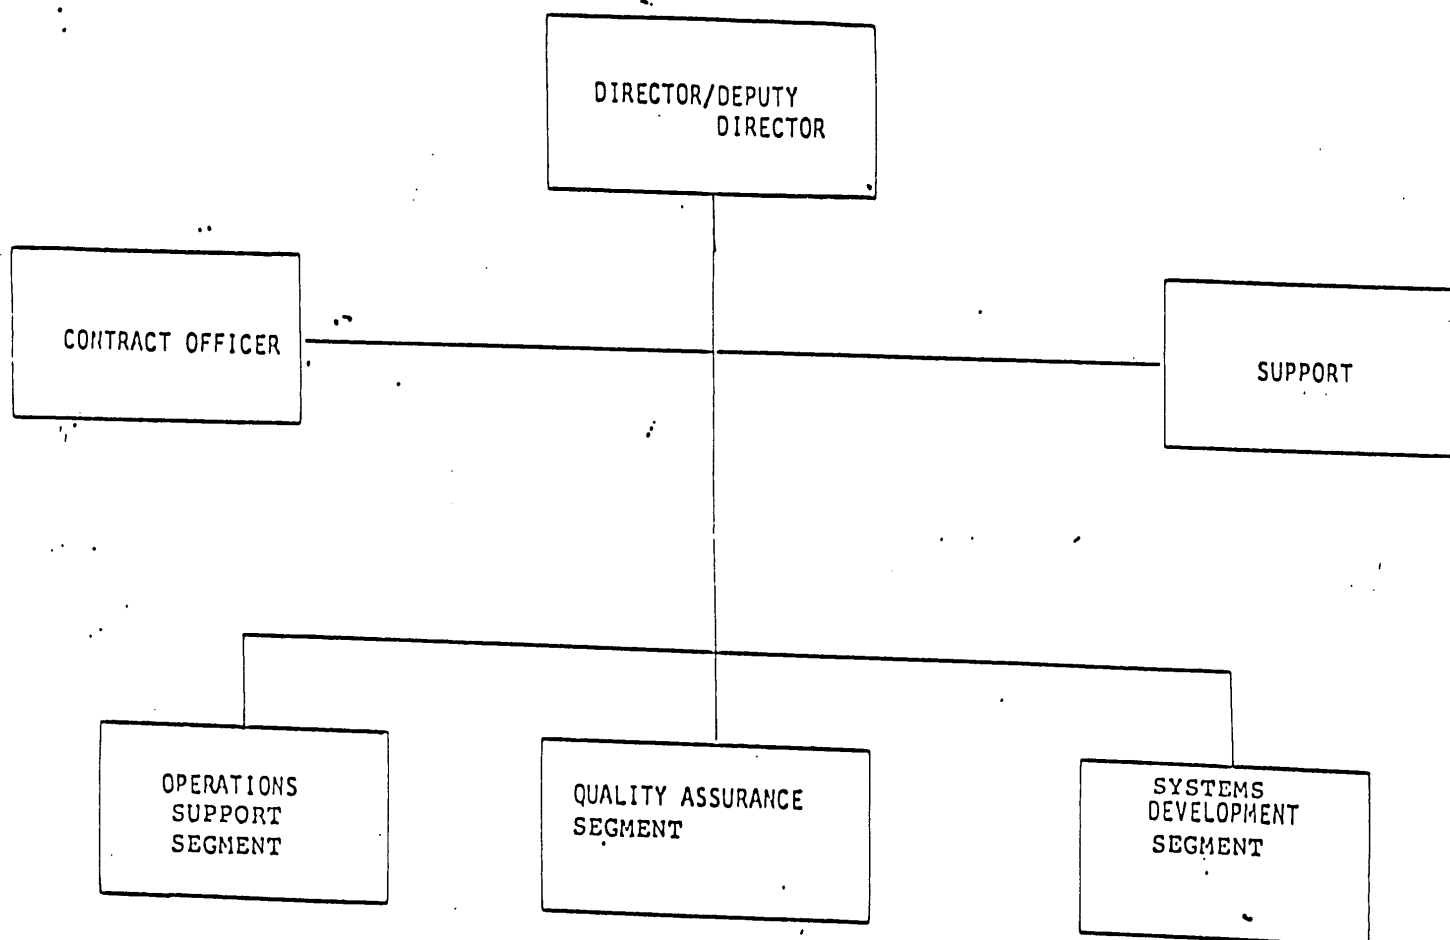 DIRECTOR/DEPUTY
DIRECTOR
CONTRACT OFFICER
SUPPORT
OPERATIONS
SUPPORT
SEGMENT
QUALITY ASSURANCE
SEGMENT
SYSTEMS
DEVELOPMENT
SEGMENT